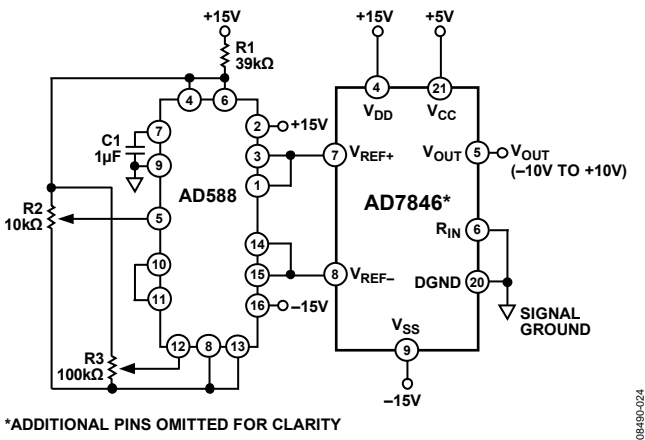 +15V
+15V
+5V
R1
39kΩ
4
6
4
21
VDD
VCC
C1
1µF
7
2
+15V
9
3
7
VREF+
VOUT
5
VOUT
(–10V TO +10V)
1
AD588
AD7846*
R2
10kΩ
5
RIN
6
14
10
15
8
VREF–
DGND
20
11
16
–15V
SIGNAL
GROUND
VSS
R3
100kΩ
12
8
13
9
–15V
*ADDITIONAL PINS OMITTED FOR CLARITY
08490-024